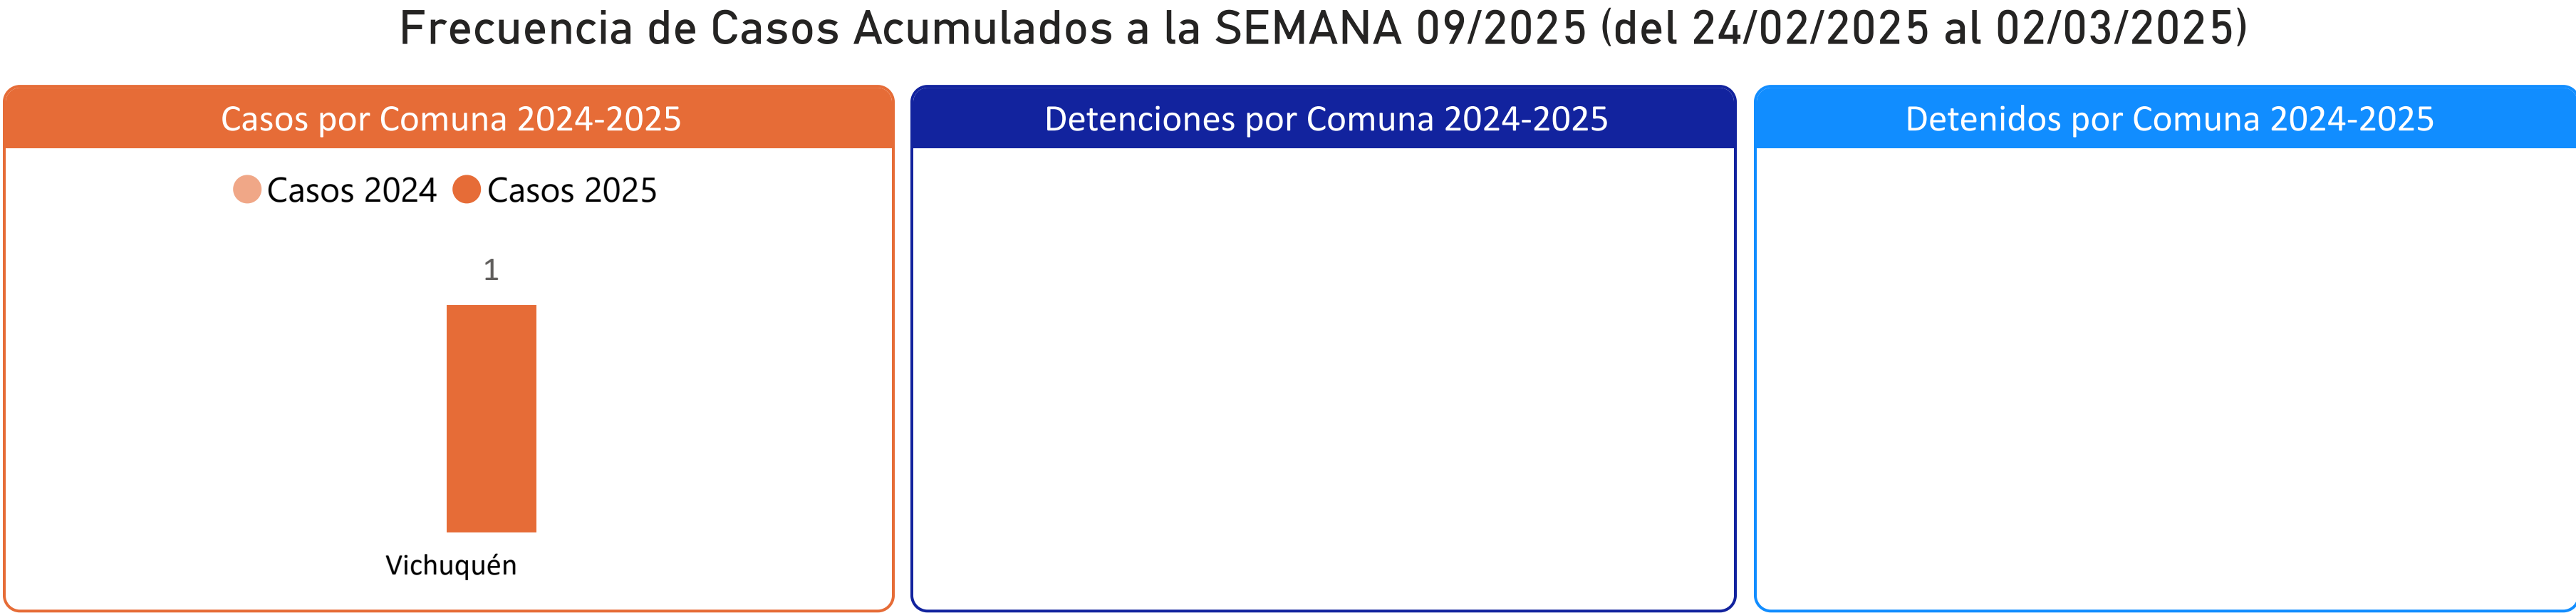 Frecuencia de Casos Acumulados a la SEMANA 09/2025 (del 24/02/2025 al 02/03/2025)
Casos por Comuna 2024-2025
Casos 2024 Casos 2025
1
Vichuquén
Detenciones por Comuna 2024-2025
Detenidos por Comuna 2024-2025